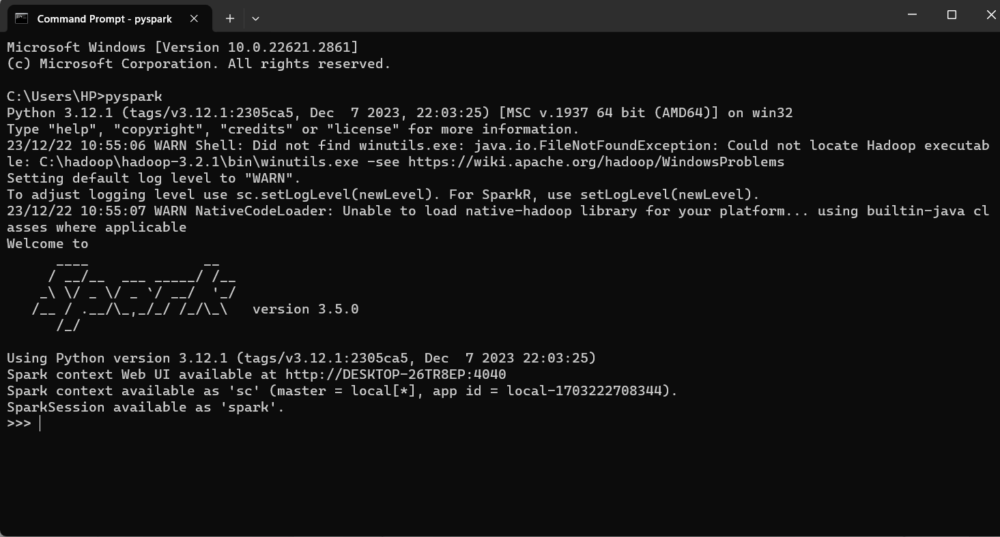 Command Prompt - pyspark
Microsoft Windows [Version 10.0.22621.2861]
(c) Microsoft Corporation. All rights reserved.
C:\Users\HP>pyspark
Python 3.12.1 (tags/v3.12.1:2305ca5, Dec  7 2023, 22:03:25) [MSC v.1937 64 bit (AMD64)] on win32
Type "help", "copyright", "credits" or "license" for more information.
23/12/22 10:55:06 WARN Shell: Did not find winutils.exe: java.io.FileNotFoundException: Could not locate Hadoop executab
le: C:\hadoop\hadoop-3.2.1\bin\winutils.exe -see https://wiki.apache.org/hadoop/WindowsProblems
Setting default log level to "WARN".
To adjust logging level use sc.setLogLevel(newLevel). For SparkR, use setLogLevel(newLevel).
23/12/22 10:55:07 WARN NativeCodeLoader: Unable to load native-hadoop library for your platform... using builtin-java cl
asses where applicable
Welcome to
      ____              __
     / __/__  ___ _____/ /__
    _\ \/ _ \/ _ `/ __/  '_/
   /__ / .__/\_,_/_/ /_/\_\   version 3.5.0
      /_/
Using Python version 3.12.1 (tags/v3.12.1:2305ca5, Dec  7 2023 22:03:25)
Spark context Web UI available at http://DESKTOP-26TR8EP:4040
Spark context available as 'sc' (master = local[*], app id = local-1703222708344).
SparkSession available as 'spark'.
>>>